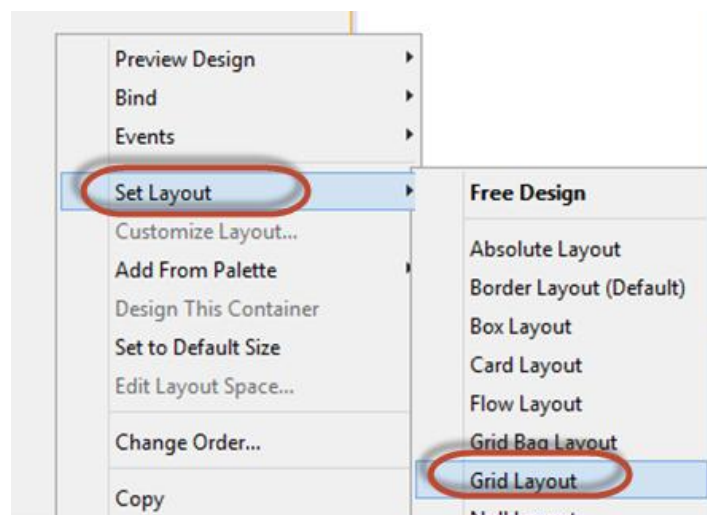 Preview Design
Bind
Events
Set Layout
Customize Layout...
Add From Palette
Design This Container
Set to Default Size
Edit Layout Space...
Change Order...
Copy
Free Design
Absolute Layout
Border Layout (Default)
Box Layout
Card Layout
Flow Layout
Grid Bag Layout
Grid Layout